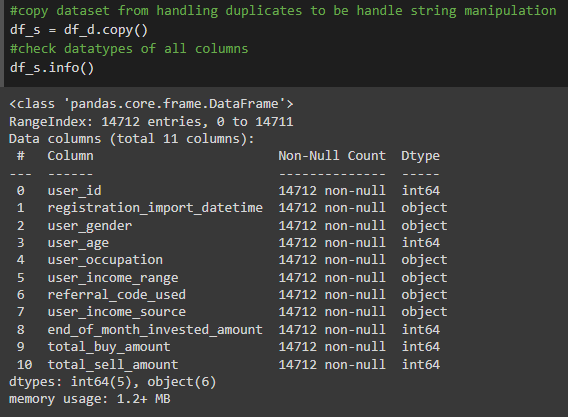 #copy dataset from handling duplicates to be handle string manipulation
df_s = df_d.copy()
#check datatypes of all columns
df_s.info()
<class 'pandas.core.frame.DataFrame'>
RangeIndex: 14712 entries, 0 to 14711
Data columns (total 11 columns):
 #   Column                       Non-Null Count  Dtype
---  ------                       --------------  -----
 0   user_id                      14712 non-null  int64
 1   registration_import_datetime 14712 non-null  object
 2   user_gender                  14712 non-null  object
 3   user_age                     14712 non-null  int64
 4   user_occupation              14712 non-null  object
 5   user_income_range            14712 non-null  object
 6   referral_code_used           14712 non-null  object
 7   user_income_source           14712 non-null  object
 8   end_of_month_invested_amount 14712 non-null  int64
 9   total_buy_amount             14712 non-null  int64
 10  total_sell_amount            14712 non-null  int64
dtypes: int64(5), object(6)
memory usage: 1.2+ MB